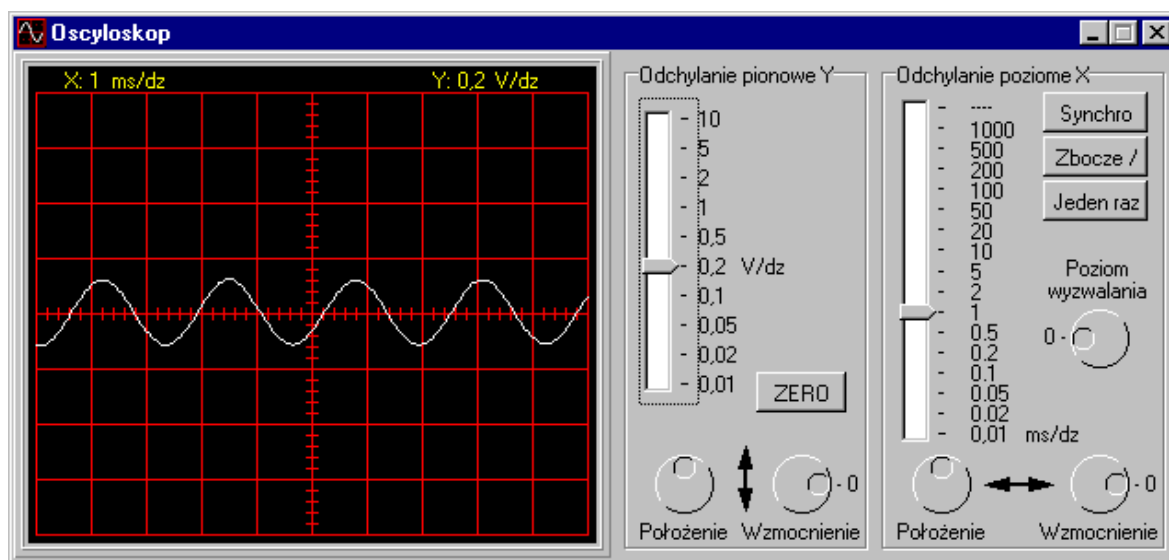 Oscyloskop
X: 1 ms/dz Y: 0,2 V/dz
Odchylanie pionowe Y
10
5
2
1
0,5
0,2 V/dz
0,1
0,05
0,02
0,01
ZERO
0
Położenie Wzmocnienie
Odchylanie poziome X
----
1000
500
200
100
50
20
10
5
2
1
0.5
0.2
0.1
0.05
0.02
0,01 ms/dz
Synchro
Zbocze /
Jeden raz
Poziom
wyzwalania
0
0
Położenie Wzmocnienie